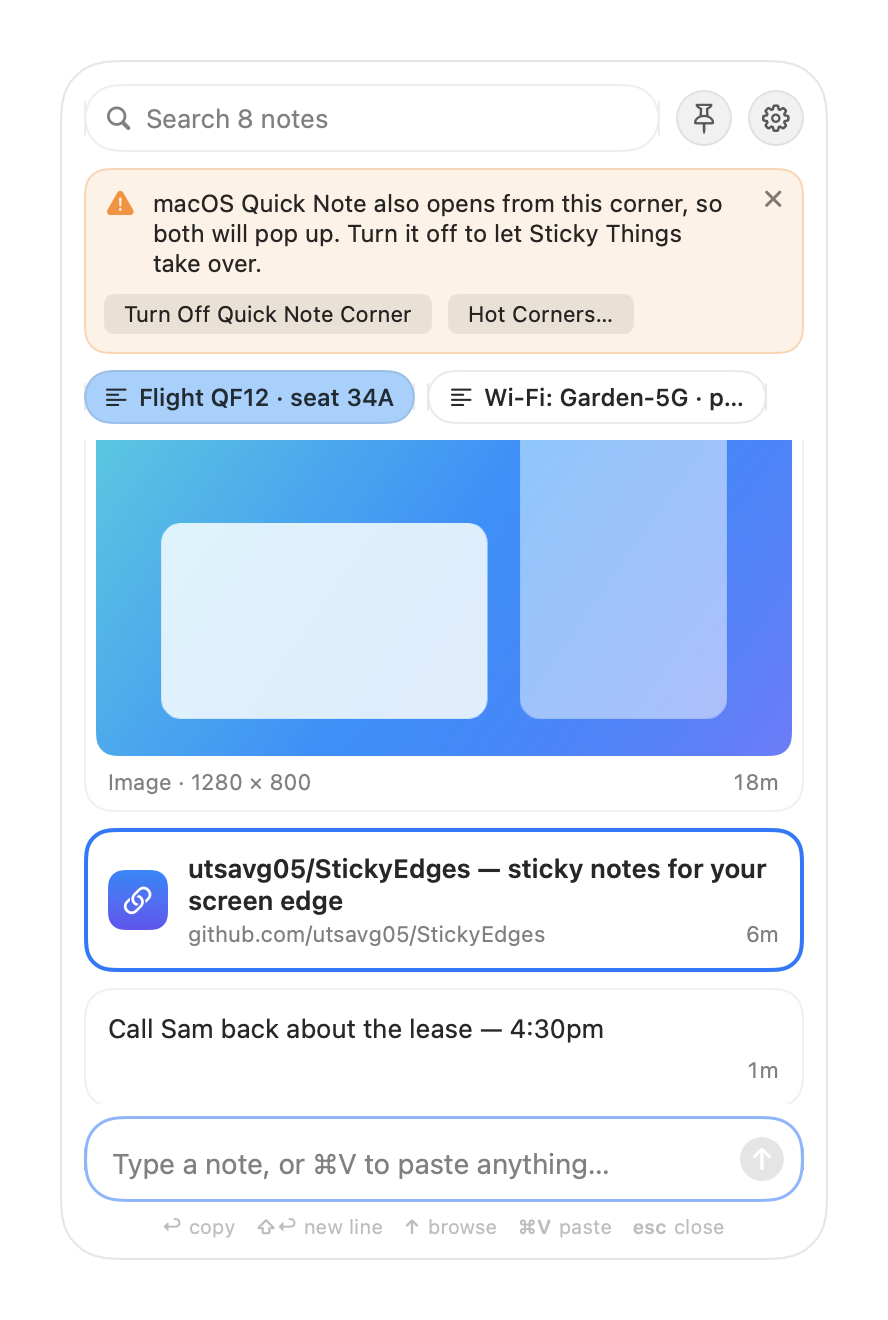 Search 8 notes
macOS Quick Note also opens from this corner, so
both will pop up. Turn it off to let Sticky Things
take over.
Turn Off Quick Note Corner
Hot Corners...
Flight QF12 · seat 34A
Wi-Fi: Garden-5G · p...
Image · 1280 × 800
18m
utsavg05/StickyEdges — sticky notes for your
screen edge
github.com/utsavg05/StickyEdges
6m
Call Sam back about the lease — 4:30pm
1m
Type a note, or ⌘V to paste anything...
↩ copy ⇧↩ new line ↑ browse ⌘V paste esc close